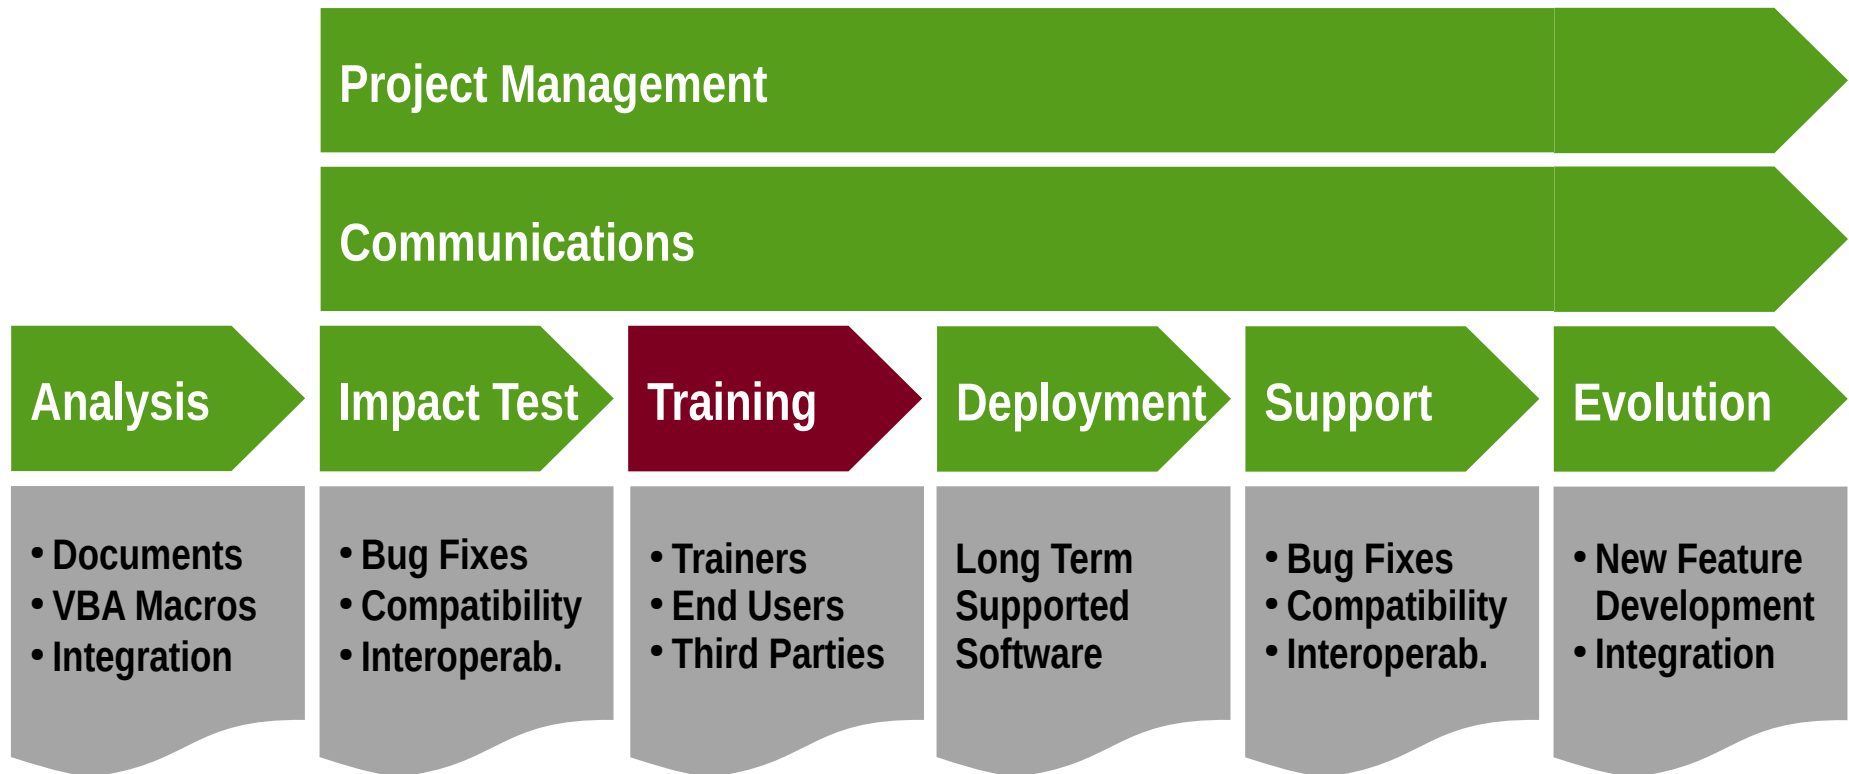 Project Management
Communications
Analysis
Impact Test
Training
Deployment
Support
Evolution
• Documents
• VBA Macros
• Integration
• Bug Fixes
• Compatibility
• Interoperab.
• Trainers
• End Users
• Third Parties
Long Term
Supported
Software
• Bug Fixes
• Compatibility
• Interoperab.
• New Feature
Development
• Integration